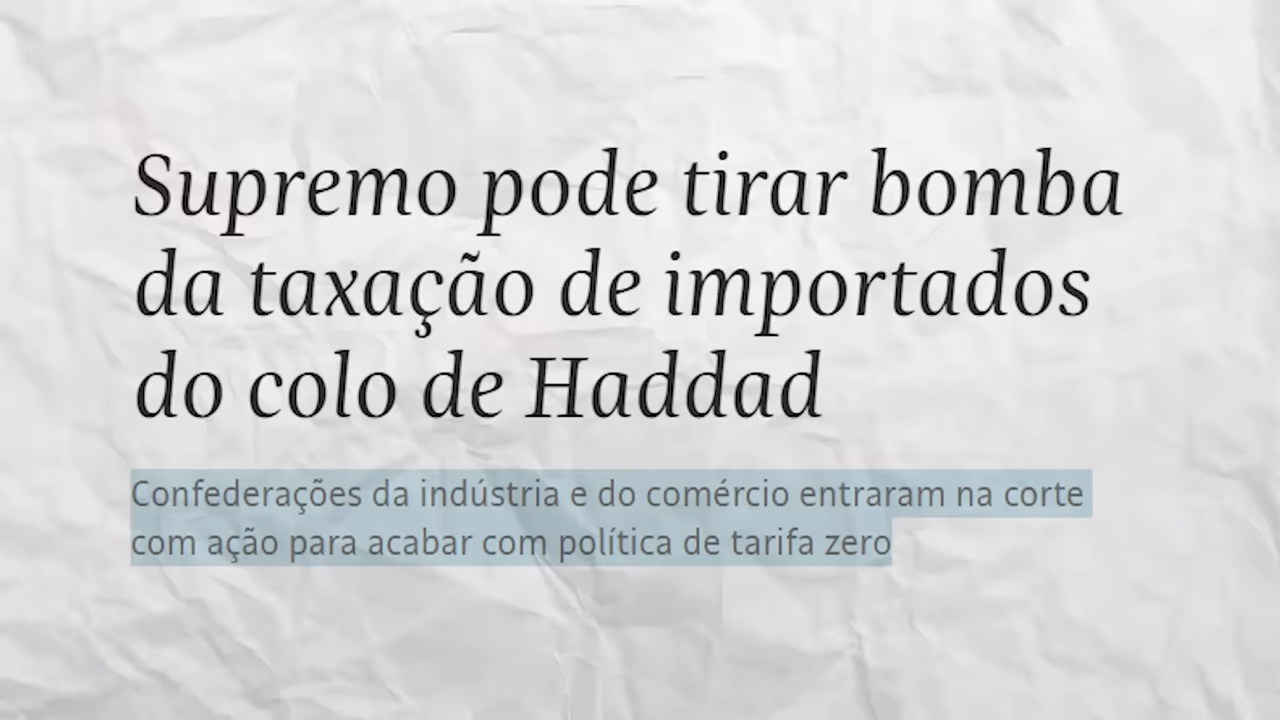 Supremo pode tirar bomba
da taxação de importados
do colo de Haddad
Confederações da indústria e do comércio entraram na corte
com ação para acabar com política de tarifa zero